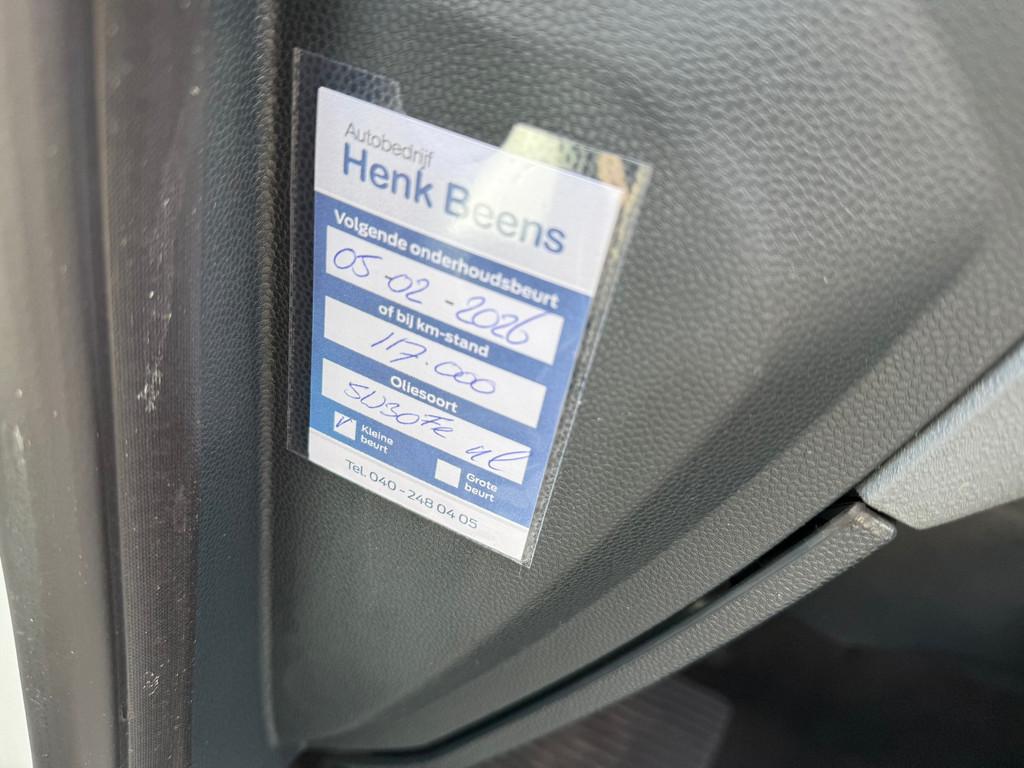 Autobedrijf
Henk Beens
Volgende onderhoudsbeurt
05-02-2026
of bij km-stand
117.000
Oliesoort
5W30FE 4L
V Kleine beurt
Grote beurt
Tel. 040 - 248 04 05